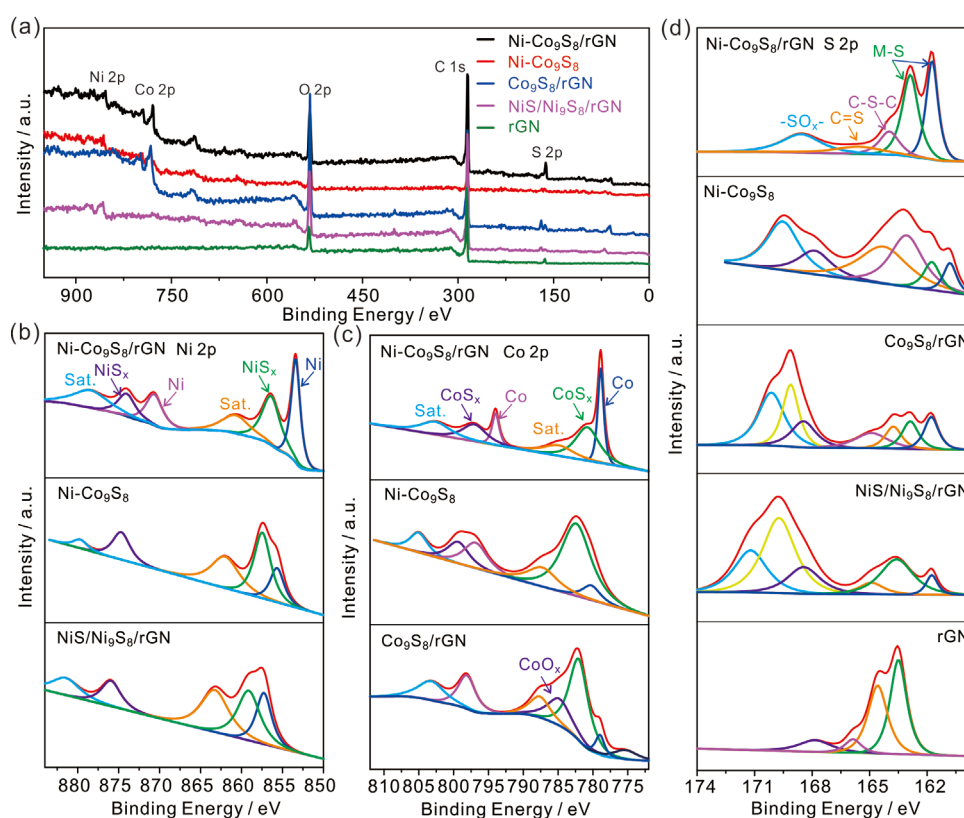 (a)
Ni-Co₉S₈/rGN
Ni-Co₉S₈
Co₉S₈/rGN
NiS/Ni₉S₈/rGN
rGN
Ni 2p
Co 2p
O 2p
C 1s
S 2p
Intensity / a.u.
900 750 600 450 300 150 0
Binding Energy / eV
(b)
Ni-Co₉S₈/rGN Ni 2p
Sat.
NiSₓ
Ni
Sat.
NiSₓ
Ni
Ni-Co₉S₈
NiS/Ni₉S₈/rGN
Intensity / a.u.
880 875 870 865 860 855 850
Binding Energy / eV
(c)
Ni-Co₉S₈/rGN Co 2p
Sat.
CoSₓ
Co
Sat.
CoSₓ
Co
Ni-Co₉S₈
Co₉S₈/rGN
CoOₓ
Intensity / a.u.
810 805 800 795 790 785 780 775
Binding Energy / eV
(d)
Ni-Co₉S₈/rGN S 2p
M-S
C-S-C
C=S
-SOₓ-
Ni-Co₉S₈
Co₉S₈/rGN
NiS/Ni₉S₈/rGN
rGN
Intensity / a.u.
174 171 168 165 162
Binding Energy / eV